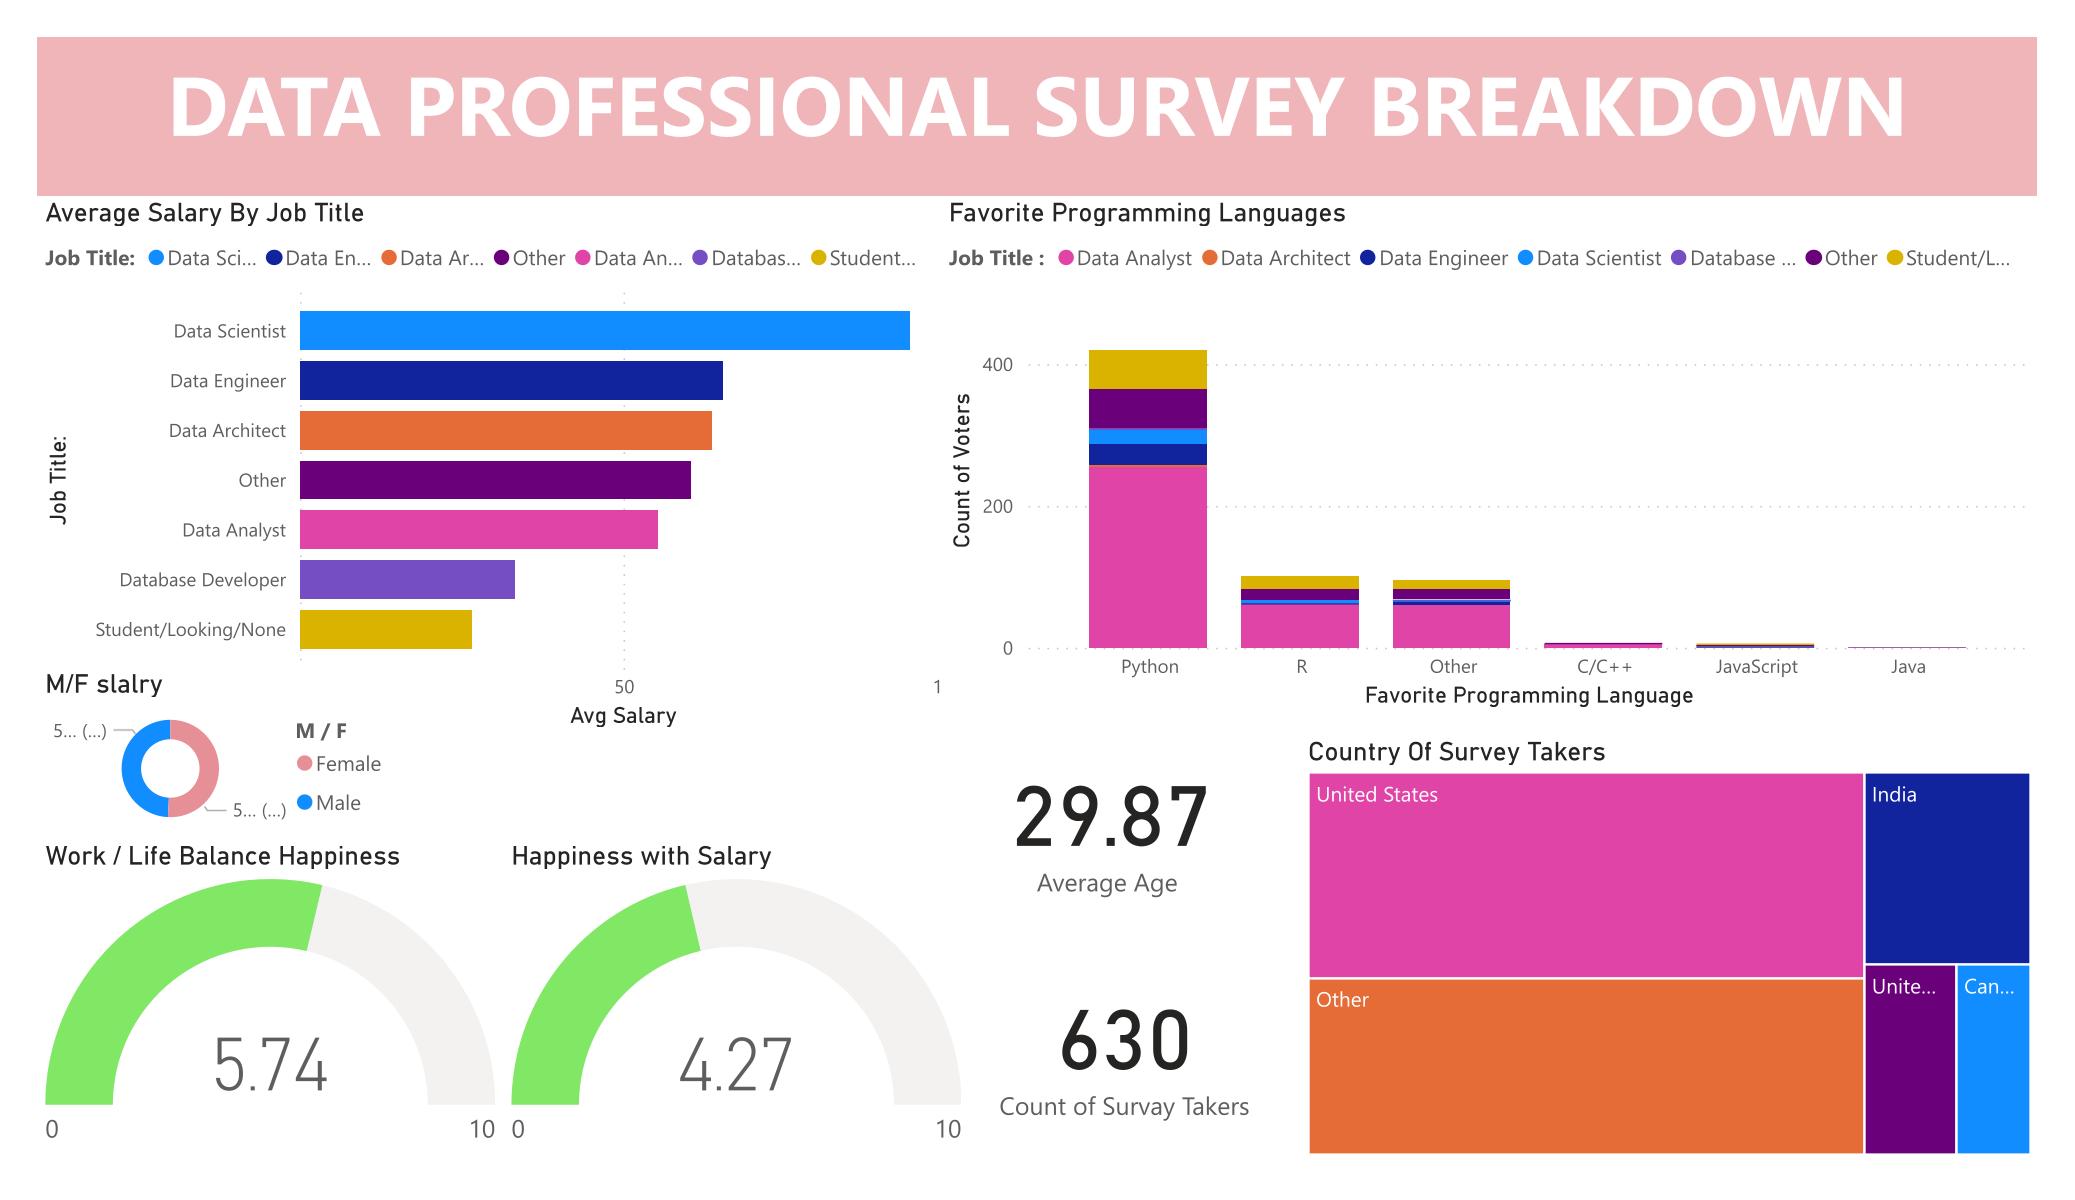 DATA PROFESSIONAL SURVEY BREAKDOWN
Average Salary By Job Title
Job Title: Data Sci... Data En... Data Ar... Other Data An... Databas... Student...
Job Title:
Data Scientist
Data Engineer
Data Architect
Other
Data Analyst
Database Developer
Student/Looking/None
50 1
Avg Salary
Favorite Programming Languages
Job Title : Data Analyst Data Architect Data Engineer Data Scientist Database ... Other Student/L...
Count of Voters
400
200
0
Python R Other C/C++ JavaScript Java
Favorite Programming Language
M/F slalry
5... (...)
5... (...)
M / F
Female
Male
Work / Life Balance Happiness
5.74
0 10
Happiness with Salary
4.27
0 10
29.87
Average Age
630
Count of Survay Takers
Country Of Survey Takers
United States
India
Other
Unite...
Can...